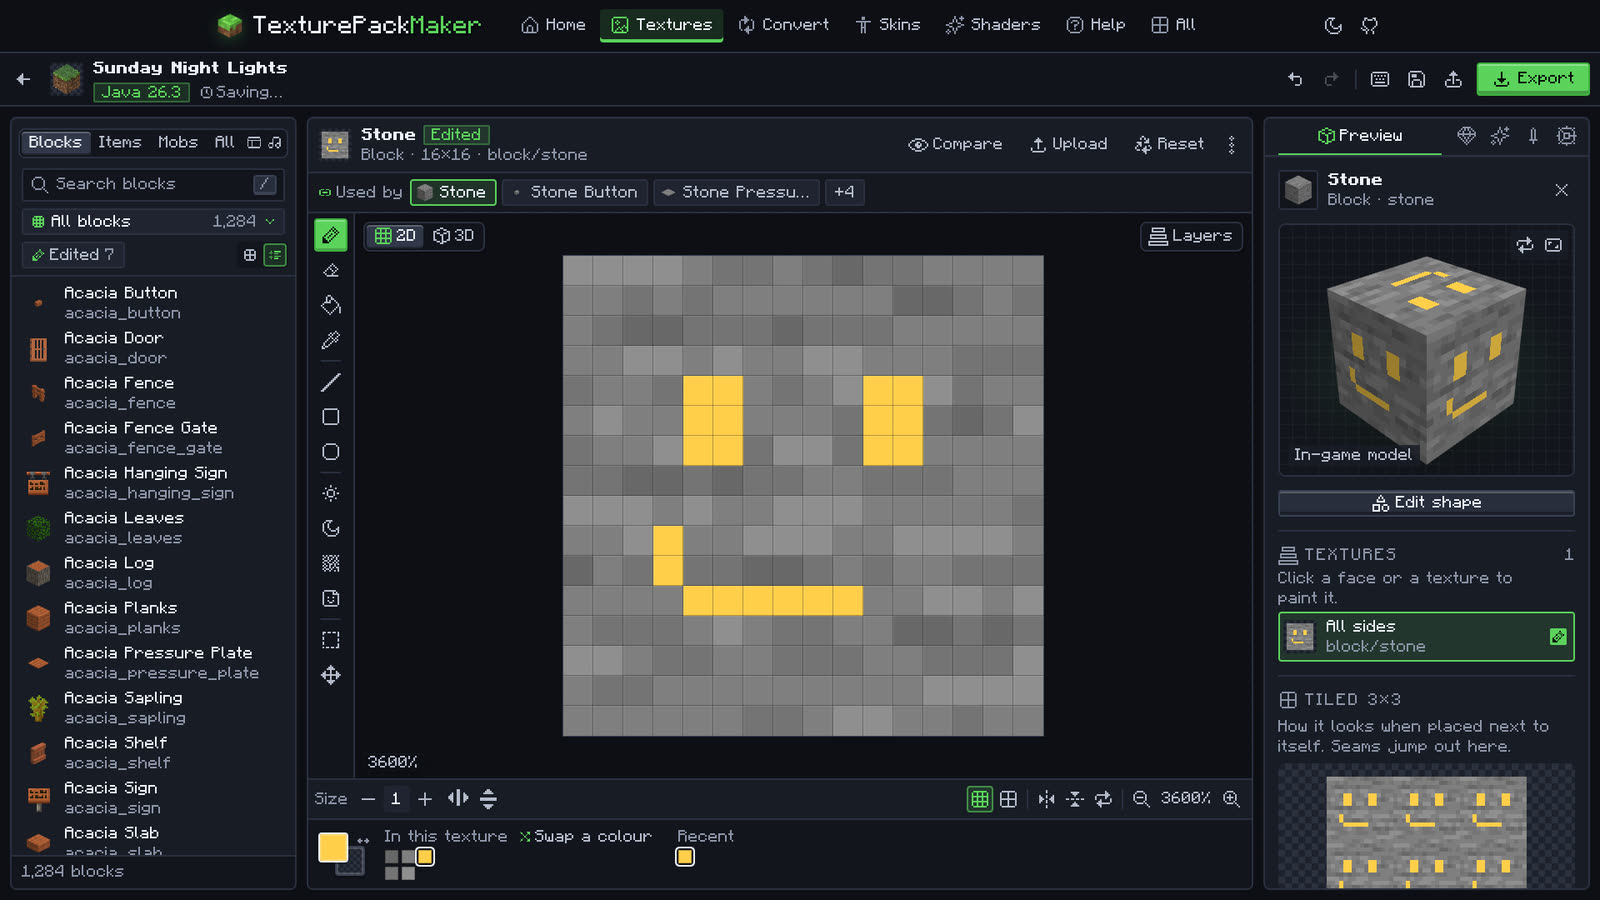 TexturePackMaker
Home
Textures
Convert
Skins
Shaders
Help
All
Sunday Night Lights
Java 26.3
Saving...
Export
Blocks
Items
Mobs
All
Search blocks
/
All blocks
1,284
Edited 7
Acacia Button
acacia_button
Acacia Door
acacia_door
Acacia Fence
acacia_fence
Acacia Fence Gate
acacia_fence_gate
Acacia Hanging Sign
acacia_hanging_sign
Acacia Leaves
acacia_leaves
Acacia Log
acacia_log
Acacia Planks
acacia_planks
Acacia Pressure Plate
acacia_pressure_plate
Acacia Sapling
acacia_sapling
Acacia Shelf
acacia_shelf
Acacia Sign
acacia_sign
Acacia Slab
acacia_slab
1,284 blocks
Stone
Edited
Block · 16×16 · block/stone
Compare
Upload
Reset
Used by
Stone
Stone Button
Stone Pressu...
+4
2D
3D
Layers
3600%
Size
1
3600%
In this texture
Swap a colour
Recent
Preview
Stone
Block · stone
In-game model
Edit shape
TEXTURES
1
Click a face or a texture to
paint it.
All sides
block/stone
TILED 3×3
How it looks when placed next to
itself. Seams jump out here.